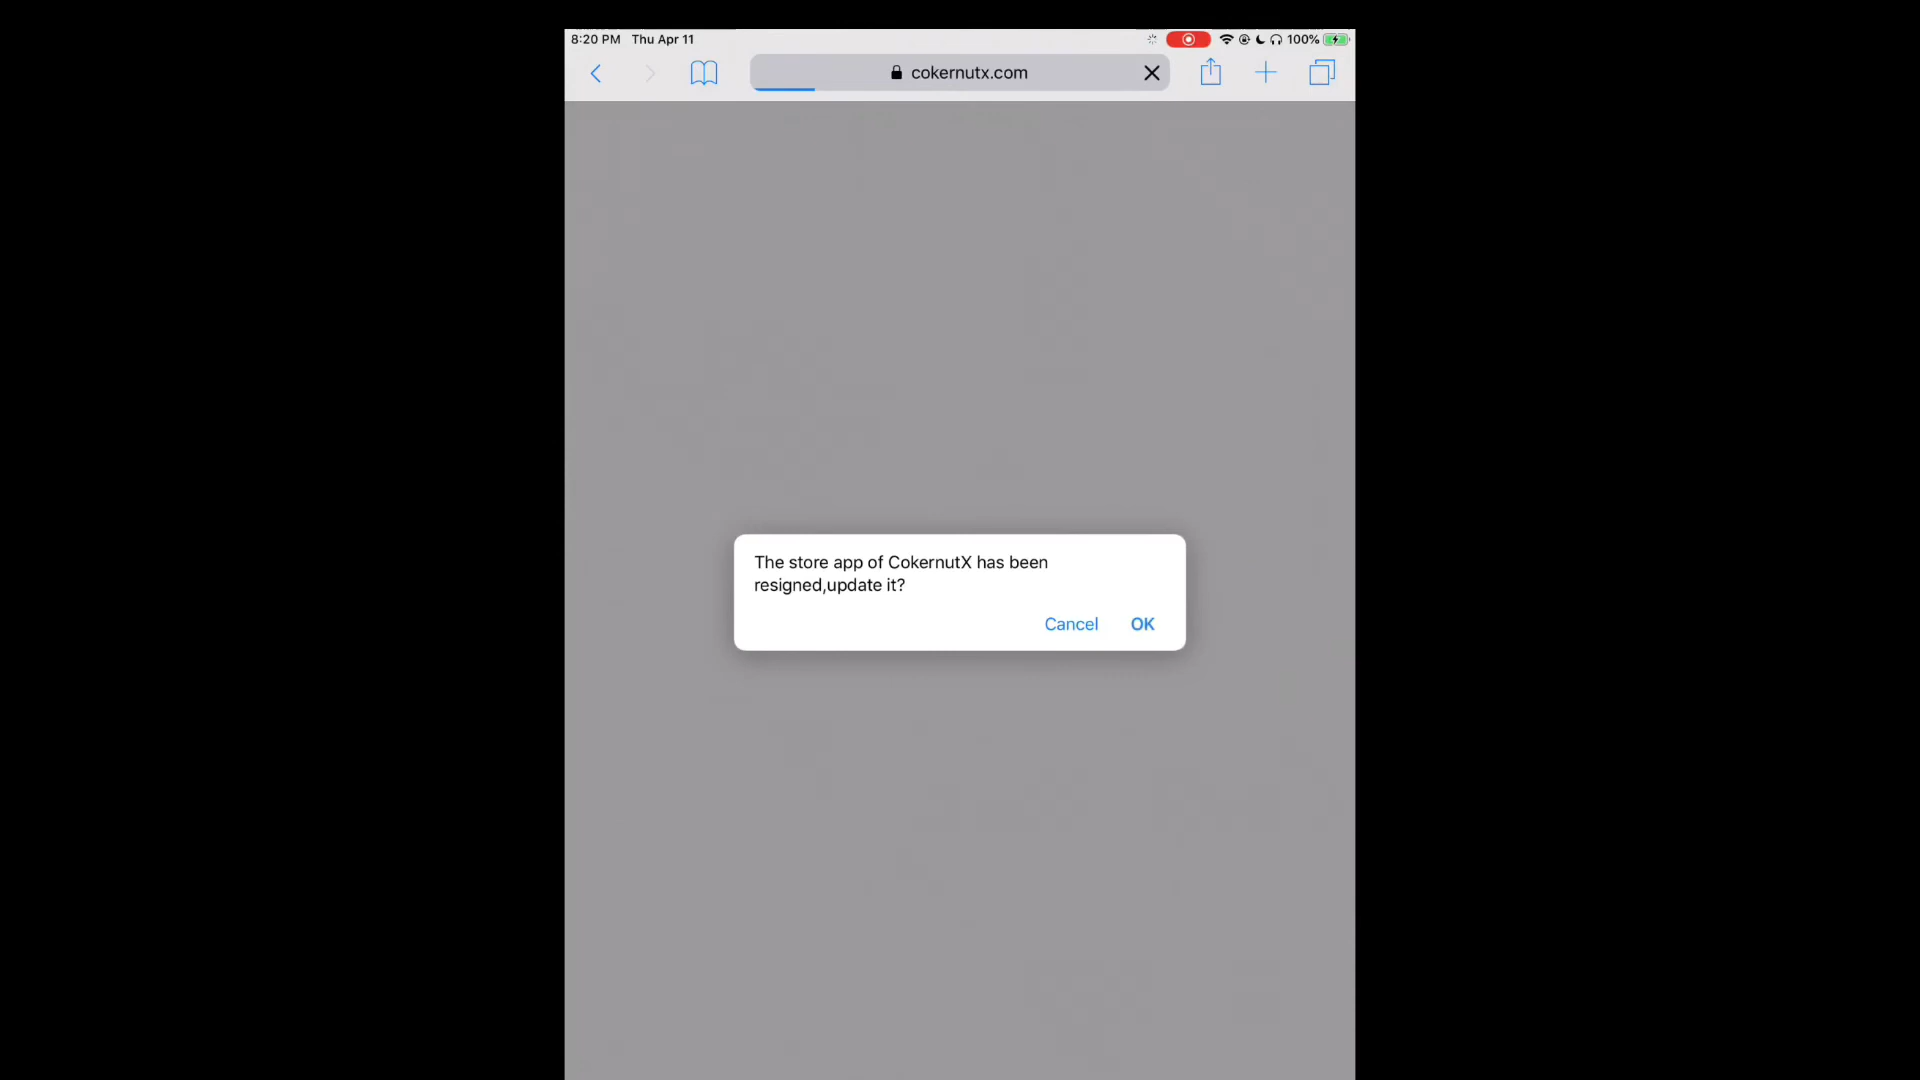 8:20 PM Thu Apr 11
100%
cokernutx.com
The store app of CokernutX has been
resigned,update it?
Cancel OK